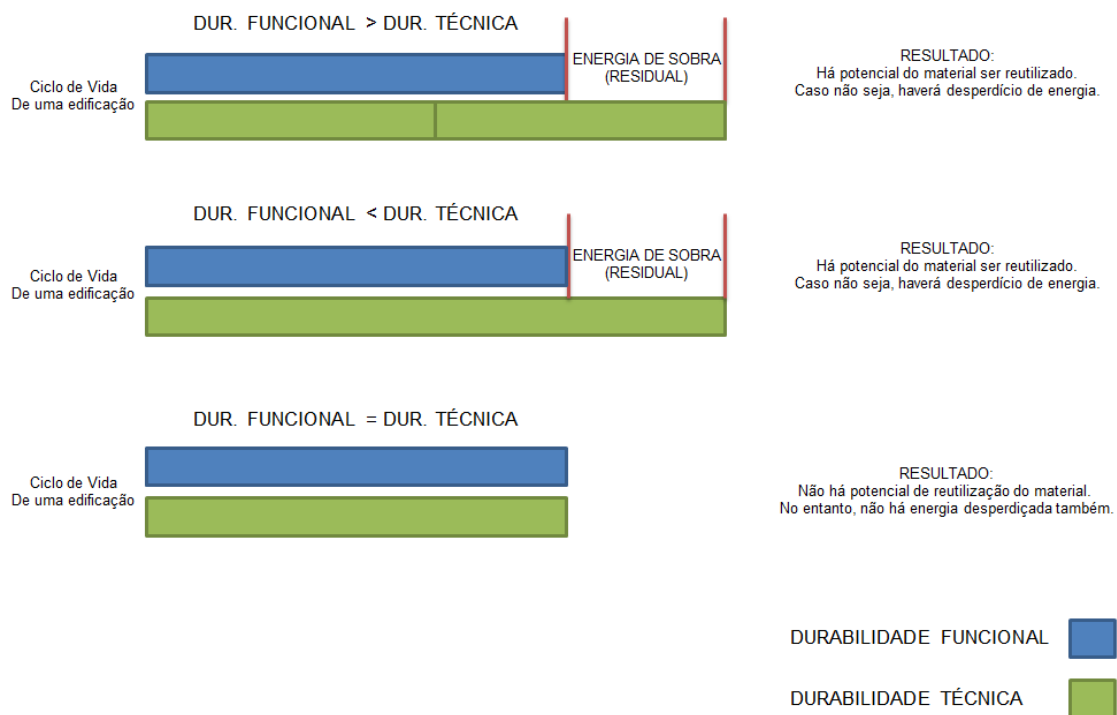 DUR. FUNCIONAL > DUR. TÉCNICA
Ciclo de Vida
De uma edificação
ENERGIA DE SOBRA
(RESIDUAL)
RESULTADO:
Há potencial do material ser reutilizado.
Caso não seja, haverá desperdício de energia.
DUR. FUNCIONAL < DUR. TÉCNICA
Ciclo de Vida
De uma edificação
ENERGIA DE SOBRA
(RESIDUAL)
RESULTADO:
Há potencial do material ser reutilizado.
Caso não seja, haverá desperdício de energia.
DUR. FUNCIONAL = DUR. TÉCNICA
Ciclo de Vida
De uma edificação
RESULTADO:
Não há potencial de reutilização do material.
No entanto, não há energia desperdiçada também.
DURABILIDADE FUNCIONAL
DURABILIDADE TÉCNICA